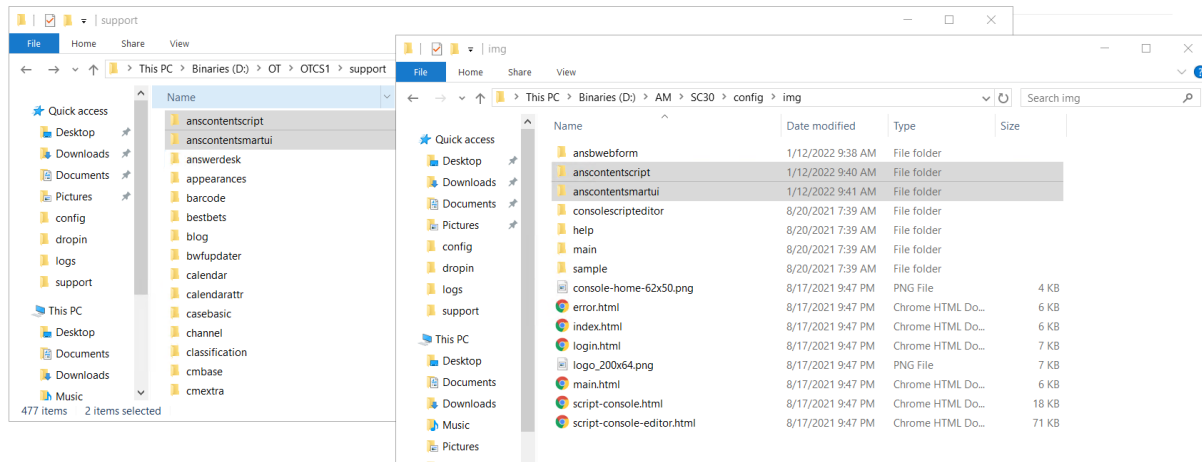 support
File Home Share View
This PC > Binaries (D:) > OT > OTCS1 > support
Quick access
Desktop
Downloads
Documents
Pictures
config
dropin
logs
support
This PC
Desktop
Documents
Downloads
Music
Name
anscontentscript
anscontentsmartui
answerdesk
appearances
barcode
bestbets
blog
bwfupdater
calendar
calendarattr
casebasic
channel
classification
cmbase
cmextra
477 items 2 items selected
img
File Home Share View
This PC > Binaries (D:) > AM > SC30 > config > img
Search img
Quick access
Desktop
Downloads
Documents
Pictures
config
dropin
logs
support
This PC
Desktop
Documents
Downloads
Music
Pictures
Name Date modified Type Size
ansbwebform 1/12/2022 9:38 AM File folder
anscontentscript 1/12/2022 9:40 AM File folder
anscontentsmartui 1/12/2022 9:41 AM File folder
consolescripteditor 8/20/2021 7:39 AM File folder
help 8/20/2021 7:39 AM File folder
main 8/20/2021 7:39 AM File folder
sample 8/20/2021 7:39 AM File folder
console-home-62x50.png 8/17/2021 9:47 PM PNG File 4 KB
error.html 8/17/2021 9:47 PM Chrome HTML Do... 6 KB
index.html 8/17/2021 9:47 PM Chrome HTML Do... 6 KB
login.html 8/17/2021 9:47 PM Chrome HTML Do... 7 KB
logo_200x64.png 8/17/2021 9:47 PM PNG File 7 KB
main.html 8/17/2021 9:47 PM Chrome HTML Do... 6 KB
script-console.html 8/17/2021 9:47 PM Chrome HTML Do... 18 KB
script-console-editor.html 8/17/2021 9:47 PM Chrome HTML Do... 71 KB